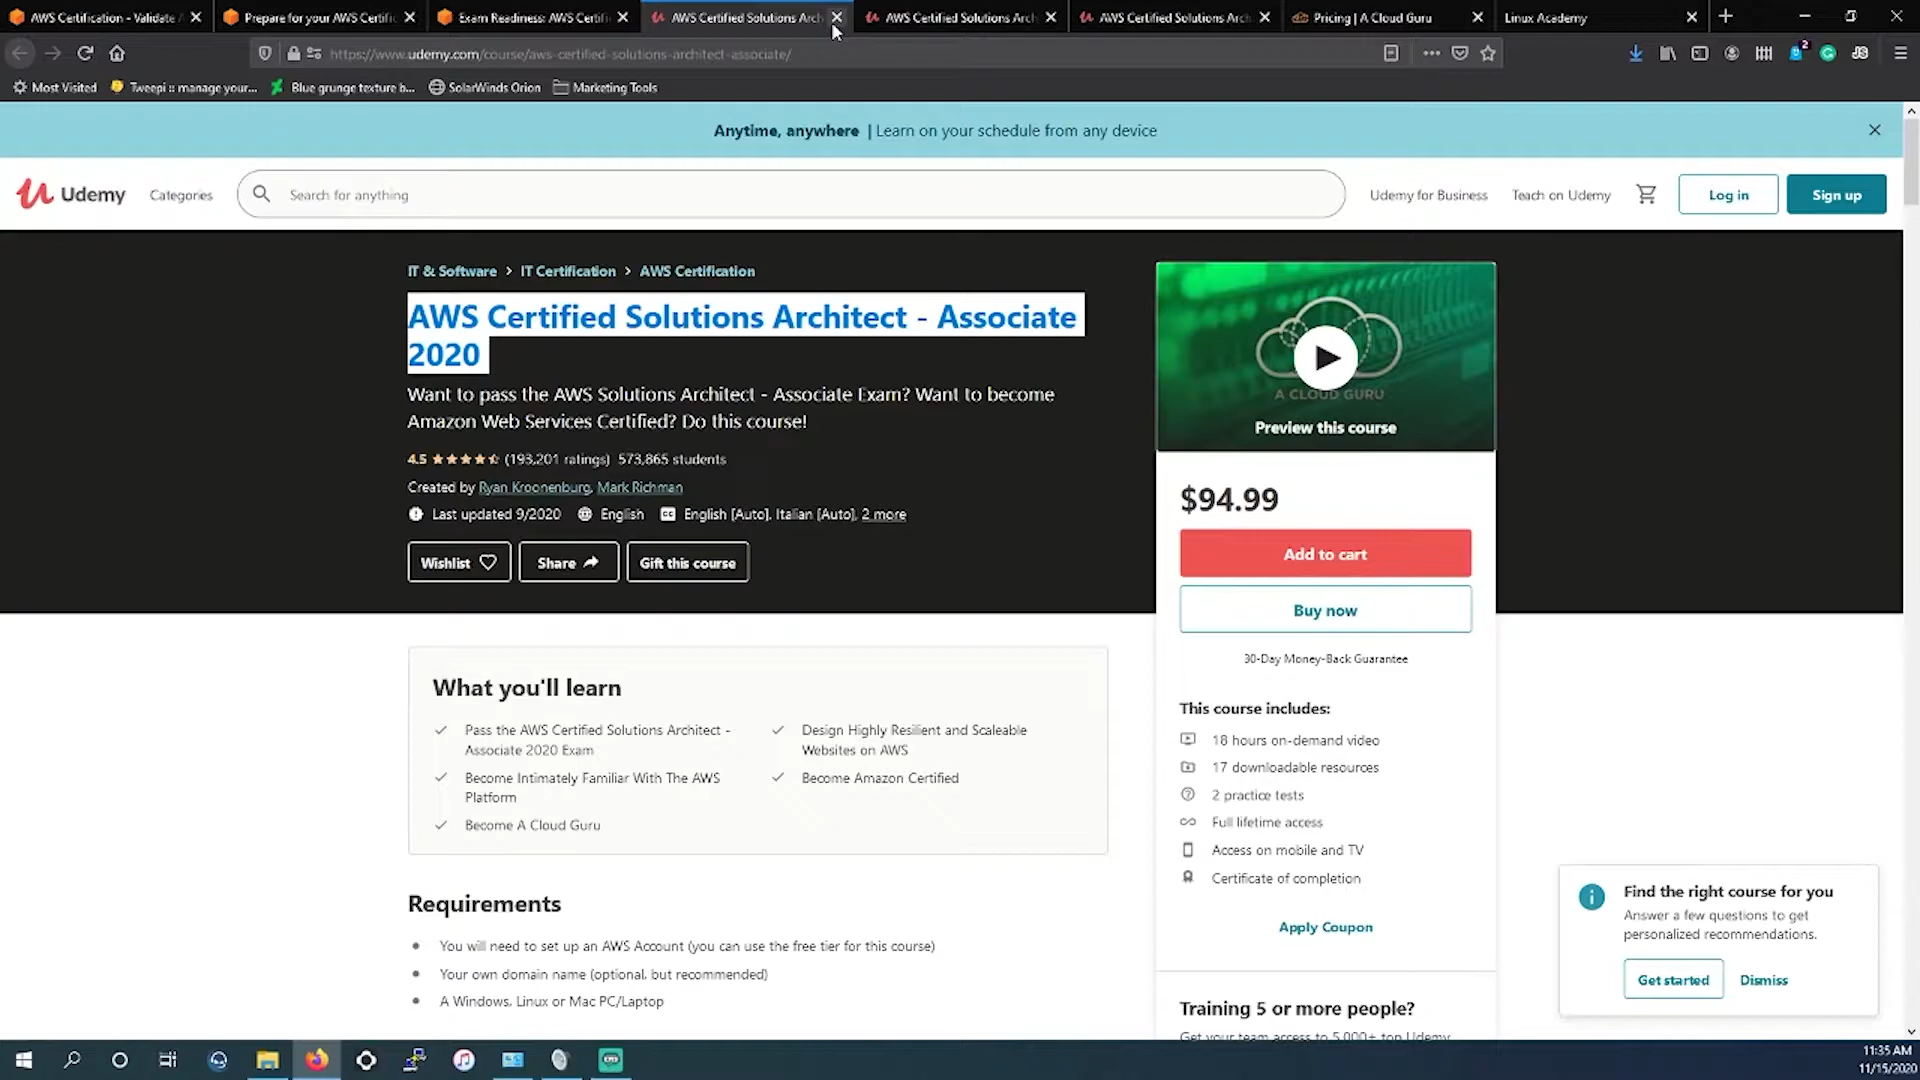 AWS Certification - Validate
Prepare for your AWS Certific
Exam Readiness: AWS Certifi
AWS Certified Solutions Arch
AWS Certified Solutions Arch
AWS Certified Solutions Arch
Pricing | A Cloud Guru
Linux Academy
https://www.udemy.com/course/aws-certified-solutions-architect-associate/
2
Most Visited
Tweepi :: manage your...
Blue grunge texture b...
SolarWinds Orion
Marketing Tools
Anytime, anywhere | Learn on your schedule from any device
Udemy
Categories
Search for anything
Udemy for Business
Teach on Udemy
Log in
Sign up
IT & Software > IT Certification > AWS Certification
AWS Certified Solutions Architect - Associate
2020
Want to pass the AWS Solutions Architect - Associate Exam? Want to become
Amazon Web Services Certified? Do this course!
4.5 (193,201 ratings) 573,865 students
Created by Ryan Kroonenburg, Mark Richman
Last updated 9/2020 English English [Auto], Italian [Auto], 2 more
Wishlist
Share
Gift this course
A CLOUD GURU
Preview this course
$94.99
Add to cart
Buy now
30-Day Money-Back Guarantee
This course includes:
18 hours on-demand video
17 downloadable resources
2 practice tests
Full lifetime access
Access on mobile and TV
Certificate of completion
Apply Coupon
Training 5 or more people?
Get your team access to 5,000+ top Udemy
What you'll learn
Pass the AWS Certified Solutions Architect -
Associate 2020 Exam
Become Intimately Familiar With The AWS
Platform
Become A Cloud Guru
Design Highly Resilient and Scaleable
Websites on AWS
Become Amazon Certified
Requirements
You will need to set up an AWS Account (you can use the free tier for this course)
Your own domain name (optional, but recommended)
A Windows, Linux or Mac PC/Laptop
Find the right course for you
Answer a few questions to get
personalized recommendations.
Get started
Dismiss
11:35 AM
11/15/2020